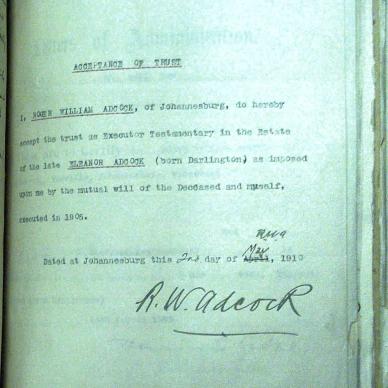 ACCEPTANCE OF TRUST
I, ROGER WILLIAM ADCOCK, of Johannesburg, do hereby
accept the trust as Executor Testamentary in the Estate
of the late ELEANOR ADCOCK (born Darlington) as imposed
upon me by the mutual will of the Deceased and myself,
executed in 1905.
R.W.A
May
Dated at Johannesburg this 2nd day of April, 1910
R. W. Adcock